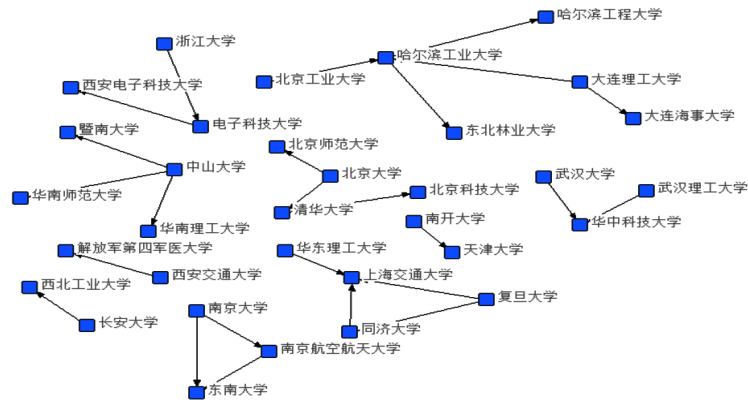 哈尔滨工程大学
浙江大学
哈尔滨工业大学
北京工业大学
大连理工大学
西安电子科技大学
大连海事大学
电子科技大学
暨南大学
东北林业大学
北京师范大学
中山大学
北京大学
武汉大学
武汉理工大学
北京科技大学
华南师范大学
清华大学
南开大学
华中科技大学
华南理工大学
解放军第四军医大学
华东理工大学
天津大学
西安交通大学
上海交通大学
西北工业大学
复旦大学
南京大学
长安大学
同济大学
南京航空航天大学
东南大学